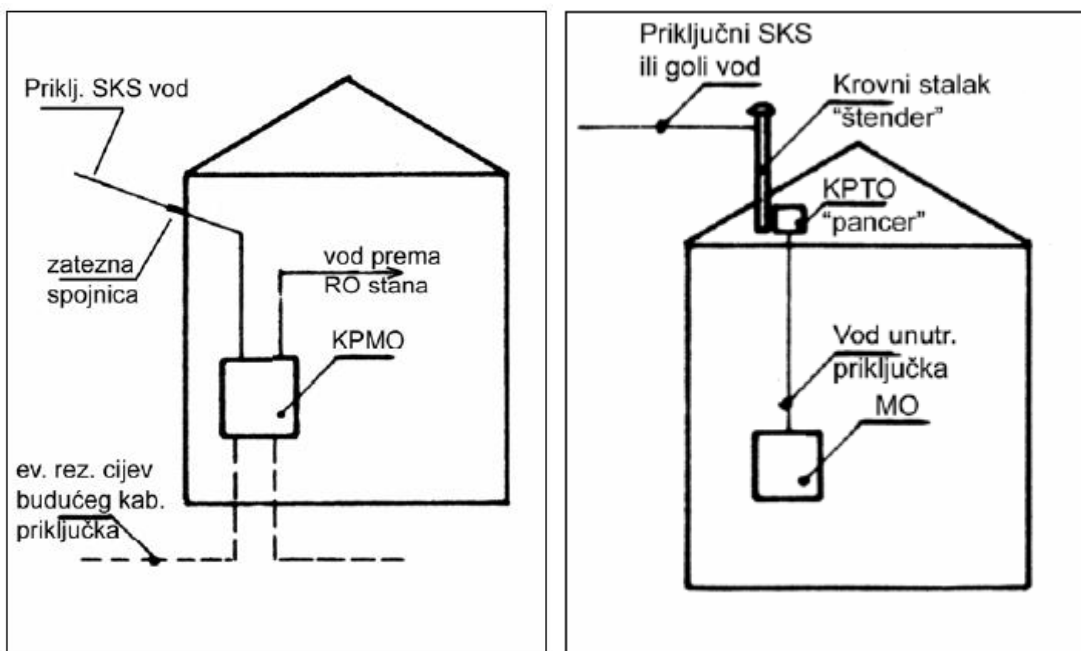 Priklj. SKS vod
zatezna
spojnica
vod prema
RO stana
KPMO
ev. rez. cijev
budućeg kab.
priključka
Priključni SKS
ili goli vod
Krovni stalak
“štender”
KPTO
“pancer”
Vod unutr.
priključka
MO